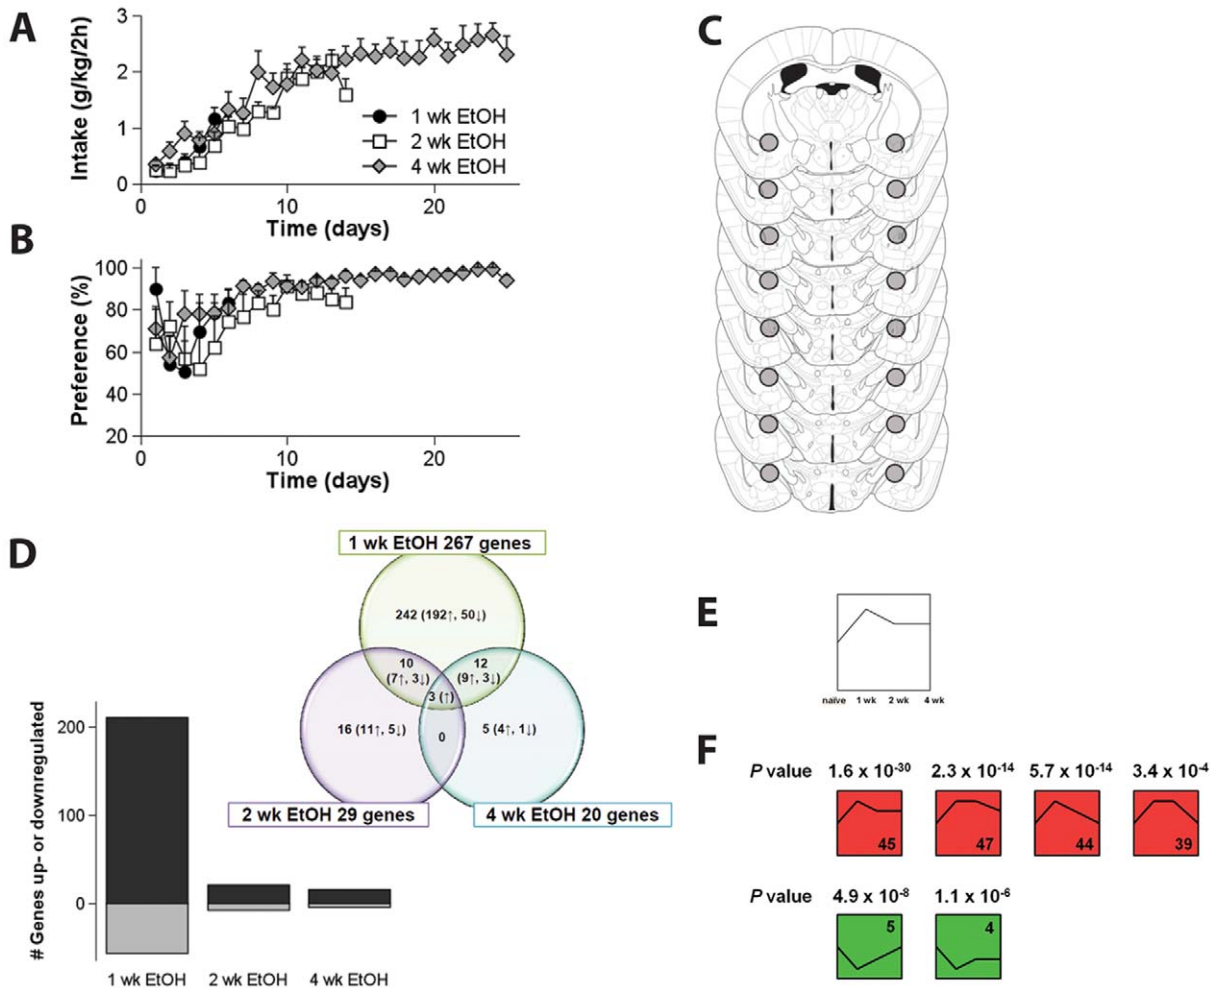 A
Intake (g/kg/2h)
3
2
1
0
1 wk EtOH
2 wk EtOH
4 wk EtOH
0
10
20
Time (days)
B
Preference (%)
100
80
60
40
20
0
10
20
Time (days)
C
D
1 wk EtOH 267 genes
242 (192↑, 50↓)
10
(7↑, 3↓)
12
(9↑, 3↓)
3 (↑)
16 (11↑, 5↓)
0
5 (4↑, 1↓)
2 wk EtOH 29 genes
4 wk EtOH 20 genes
# Genes up- or downregulated
200
100
0
1 wk EtOH
2 wk EtOH
4 wk EtOH
E
naïve 1 wk 2 wk 4 wk
F
P value 1.6 x 10⁻³⁰ 2.3 x 10⁻¹⁴ 5.7 x 10⁻¹⁴ 3.4 x 10⁻⁴
45 47 44 39
P value 4.9 x 10⁻⁸ 1.1 x 10⁻⁶
5 4